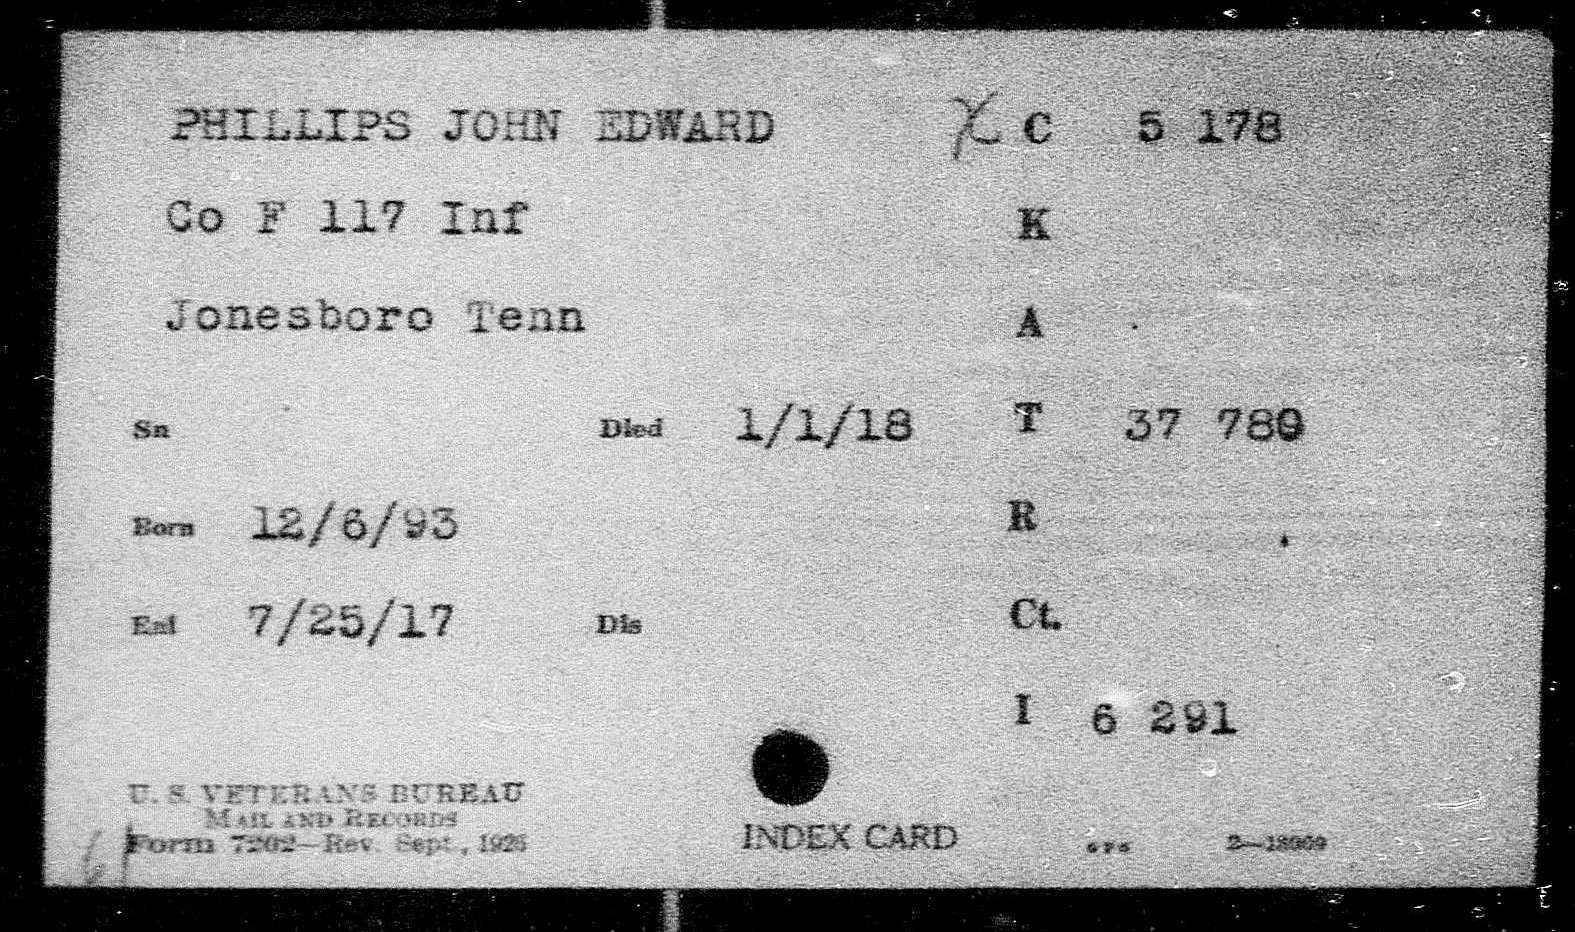 PHILLIPS JOHN EDWARD X C 5 178
Co F 117 Inf K
Jonesboro Tenn A
Sn Died 1/1/18 T 37 780
Born 12/6/93 R
Enl 7/25/17 Dis Ct.
I 6 291
U. S. VETERANS BUREAU
MAIL AND RECORDS
Form 7202—Rev. Sept., 1926
INDEX CARD
GPO